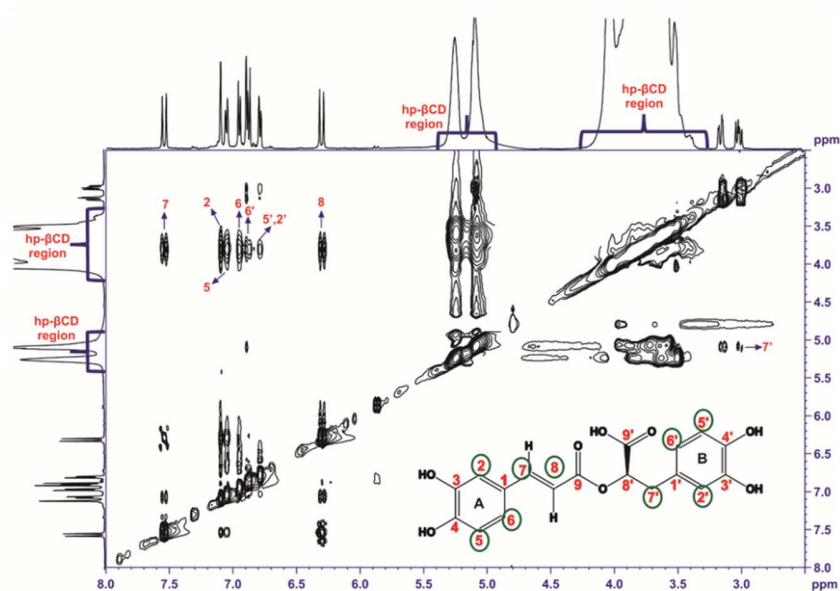 hp-βCD
region
hp-βCD
region
ppm
7
2
6
6'
5',2'
8
5
hp-βCD
region
hp-βCD
region
3.0
3.5
4.0
4.5
5.0
5.5
6.0
6.5
7.0
7.5
8.0
7'
H
7
8
H
O
9
O
HO
9'
O
8'
7'
6'
5'
4'
OH
B
1'
2'
3'
OH
HO
3
2
1
A
4
HO
5
6
8.0 7.5 7.0 6.5 6.0 5.5 5.0 4.5 4.0 3.5 3.0 ppm